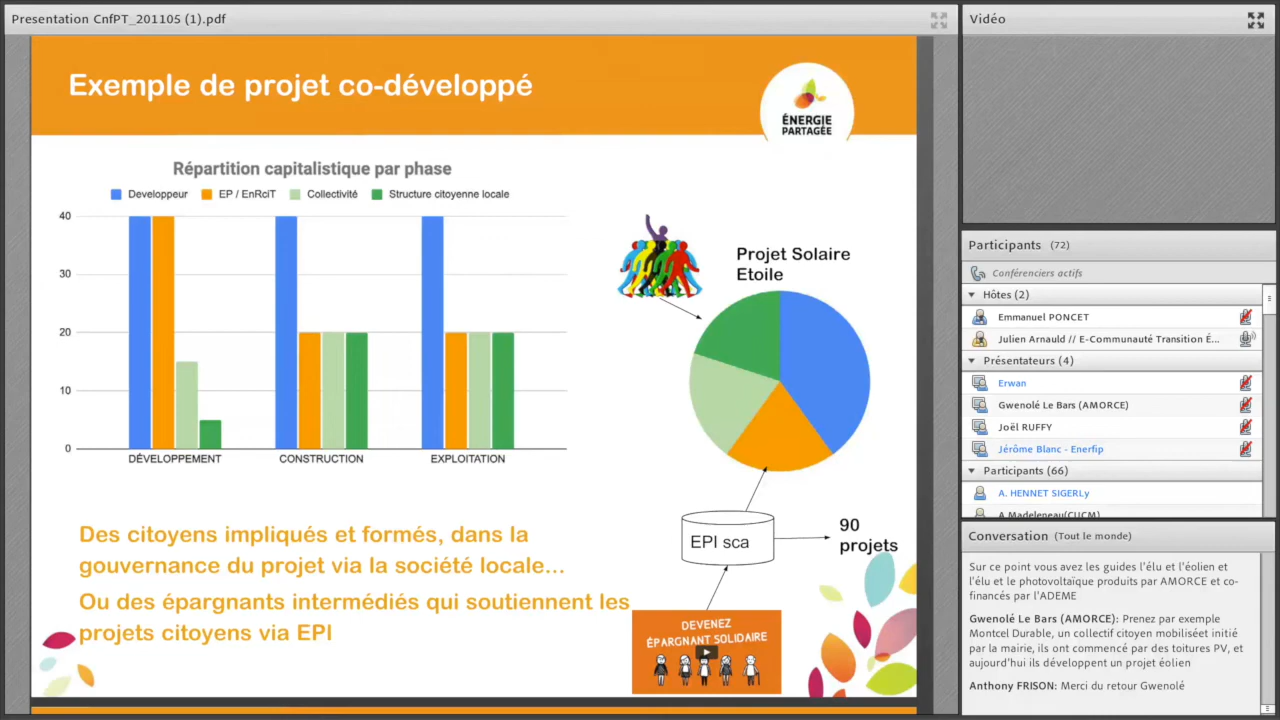 Presentation CnfPT_201105 (1).pdf
Exemple de projet co-développé
ÉNERGIE
PARTAGÉE
Répartition capitalistique par phase
Developpeur
EP / EnRciT
Collectivité
Structure citoyenne locale
40
30
20
10
0
DÉVELOPPEMENT
CONSTRUCTION
EXPLOITATION
Projet Solaire
Etoile
EPI sca
90
projets
Des citoyens impliqués et formés, dans la
gouvernance du projet via la société locale...
Ou des épargnants intermédiés qui soutiennent les
projets citoyens via EPI
DEVENEZ
ÉPARGNANT SOLIDAIRE
Vidéo
Participants (72)
Conférenciers actifs
Hôtes (2)
Emmanuel PONCET
Julien Arnauld // E-Communauté Transition É...
Présentateurs (4)
Erwan
Gwenolé Le Bars (AMORCE)
Joël RUFFY
Jérôme Blanc - Enerfip
Participants (66)
A. HENNET SIGERLy
A Madeleneau(CUCM)
Conversation (Tout le monde)
Sur ce point vous avez les guides l'élu et l'éolien et
l'élu et le photovoltaïque produits par AMORCE et co-
financés par l'ADEME
Gwenolé Le Bars (AMORCE): Prenez par exemple
Montcel Durable, un collectif citoyen mobiliséet initié
par la mairie, ils ont commencé par des toitures PV, et
aujourd'hui ils développent un projet éolien
Anthony FRISON: Merci du retour Gwenolé